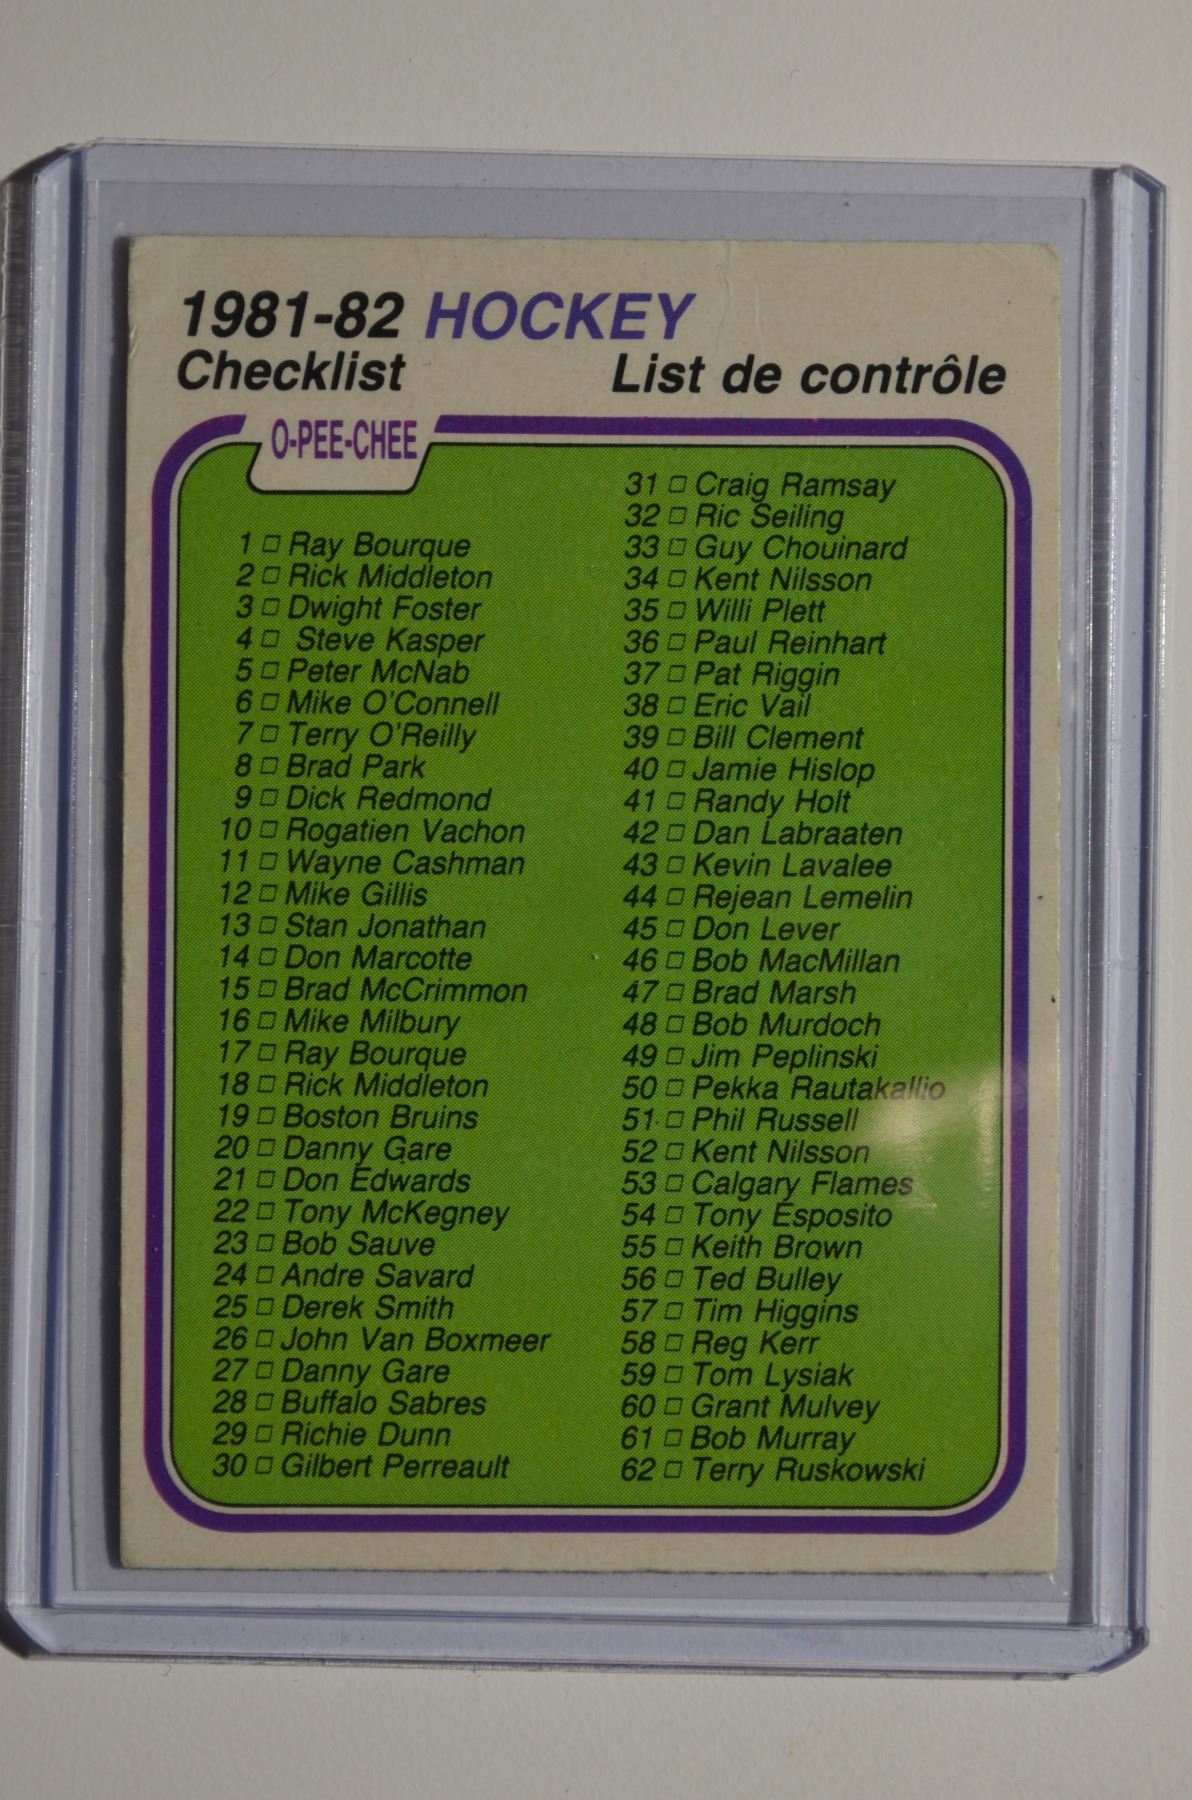 1981-82 HOCKEY
Checklist List de contrôle
O-PEE-CHEE
1 □ Ray Bourque
2 □ Rick Middleton
3 □ Dwight Foster
4 □ Steve Kasper
5 □ Peter McNab
6 □ Mike O'Connell
7 □ Terry O'Reilly
8 □ Brad Park
9 □ Dick Redmond
10 □ Rogatien Vachon
11 □ Wayne Cashman
12 □ Mike Gillis
13 □ Stan Jonathan
14 □ Don Marcotte
15 □ Brad McCrimmon
16 □ Mike Milbury
17 □ Ray Bourque
18 □ Rick Middleton
19 □ Boston Bruins
20 □ Danny Gare
21 □ Don Edwards
22 □ Tony McKegney
23 □ Bob Sauve
24 □ Andre Savard
25 □ Derek Smith
26 □ John Van Boxmeer
27 □ Danny Gare
28 □ Buffalo Sabres
29 □ Richie Dunn
30 □ Gilbert Perreault
31 □ Craig Ramsay
32 □ Ric Seiling
33 □ Guy Chouinard
34 □ Kent Nilsson
35 □ Willi Plett
36 □ Paul Reinhart
37 □ Pat Riggin
38 □ Eric Vail
39 □ Bill Clement
40 □ Jamie Hislop
41 □ Randy Holt
42 □ Dan Labraaten
43 □ Kevin Lavalee
44 □ Rejean Lemelin
45 □ Don Lever
46 □ Bob MacMillan
47 □ Brad Marsh
48 □ Bob Murdoch
49 □ Jim Peplinski
50 □ Pekka Rautakallio
51 □ Phil Russell
52 □ Kent Nilsson
53 □ Calgary Flames
54 □ Tony Esposito
55 □ Keith Brown
56 □ Ted Bulley
57 □ Tim Higgins
58 □ Reg Kerr
59 □ Tom Lysiak
60 □ Grant Mulvey
61 □ Bob Murray
62 □ Terry Ruskowski